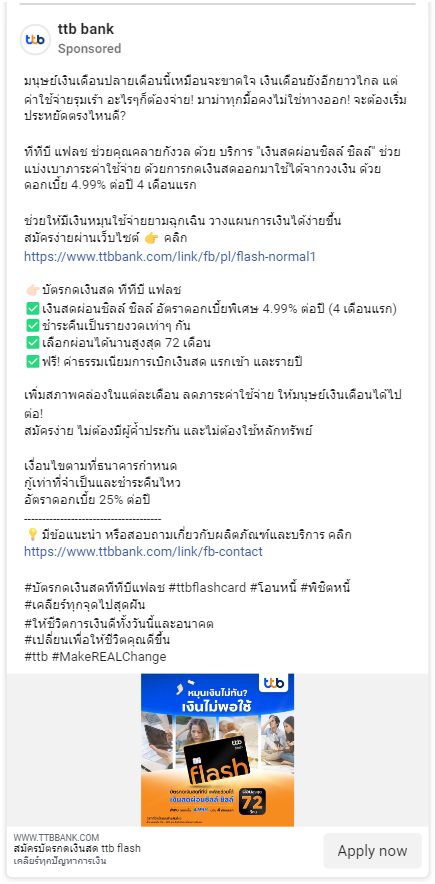 ttb
ttb bank
Sponsored
มนุษย์เงินเดือนปลายเดือนนี้เหมือนจะขาดใจ เงินเดือนยังอีกยาวไกล แต่
ค่าใช้จ่ายรุมเร้า อะไรๆก็ต้องจ่าย! มาม่าทุกมื้อคงไม่ใช่ทางออก! จะต้องเริ่ม
ประหยัดตรงไหนดี?
ทีทีบี แฟลช ช่วยคุณคลายกังวล ด้วย บริการ "เงินสดผ่อนชิลล์ ชิลล์" ช่วย
แบ่งเบาภาระค่าใช้จ่าย ด้วยการกดเงินสดออกมาใช้ได้จากวงเงิน ด้วย
ดอกเบี้ย 4.99% ต่อปี 4 เดือนแรก
ช่วยให้มีเงินหมุนใช้จ่ายยามฉุกเฉิน วางแผนการเงินได้ง่ายขึ้น
สมัครง่ายผ่านเว็บไซต์ 👉 คลิก
https://www.ttbbank.com/link/fb/pl/flash-normal1
👉🏻บัตรกดเงินสด ทีทีบี แฟลช
✅เงินสดผ่อนชิลล์ ชิลล์ อัตราดอกเบี้ยพิเศษ 4.99% ต่อปี (4 เดือนแรก)
✅ชำระคืนเป็นรายงวดเท่าๆ กัน
✅เลือกผ่อนได้นานสูงสุด 72 เดือน
✅ฟรี! ค่าธรรมเนียมการเบิกเงินสด แรกเข้า และรายปี
เพิ่มสภาพคล่องในแต่ละเดือน ลดภาระค่าใช้จ่าย ให้มนุษย์เงินเดือนได้ไป
ต่อ!
สมัครง่าย ไม่ต้องมีผู้ค้ำประกัน และไม่ต้องใช้หลักทรัพย์
เงื่อนไขตามที่ธนาคารกำหนด
กู้เท่าที่จำเป็นและชำระคืนไหว
อัตราดอกเบี้ย 25% ต่อปี
--------------------------------------
💡มีข้อแนะนำ หรือสอบถามเกี่ยวกับผลิตภัณฑ์และบริการ คลิก
https://www.ttbbank.com/link/fb-contact
#บัตรกดเงินสดทีทีบีแฟลช #ttbflashcard #โอนหนี้ #พิชิตหนี้
#เคลียร์ทุกจุดไปสุดฝัน
#ให้ชีวิตการเงินดีทั้งวันนี้และอนาคต
#เปลี่ยนเพื่อให้ชีวิตคุณดีขึ้น
#ttb #MakeREALChange
ttb
หมุนเงินไม่ทัน?
เงินไม่พอใช้
ttb
flash
เงินสดผ่อนชิลล์ ชิลล์
72
WWW.TTBBANK.COM
สมัครบัตรกดเงินสด ttb flash
เคลียร์ทุกปัญหาการเงิน
Apply now